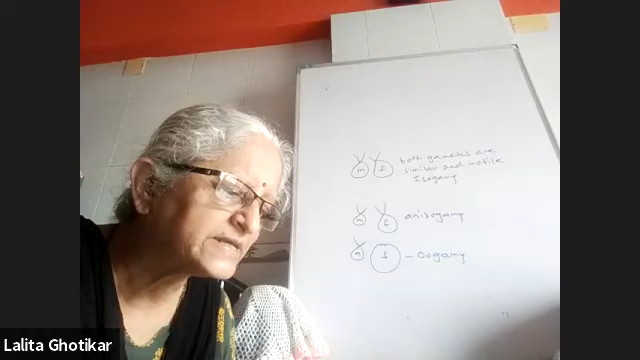 m f both gametes are
similar and motile
Isogamy
m f anisogamy
m f - Oogamy
Lalita Ghotikar